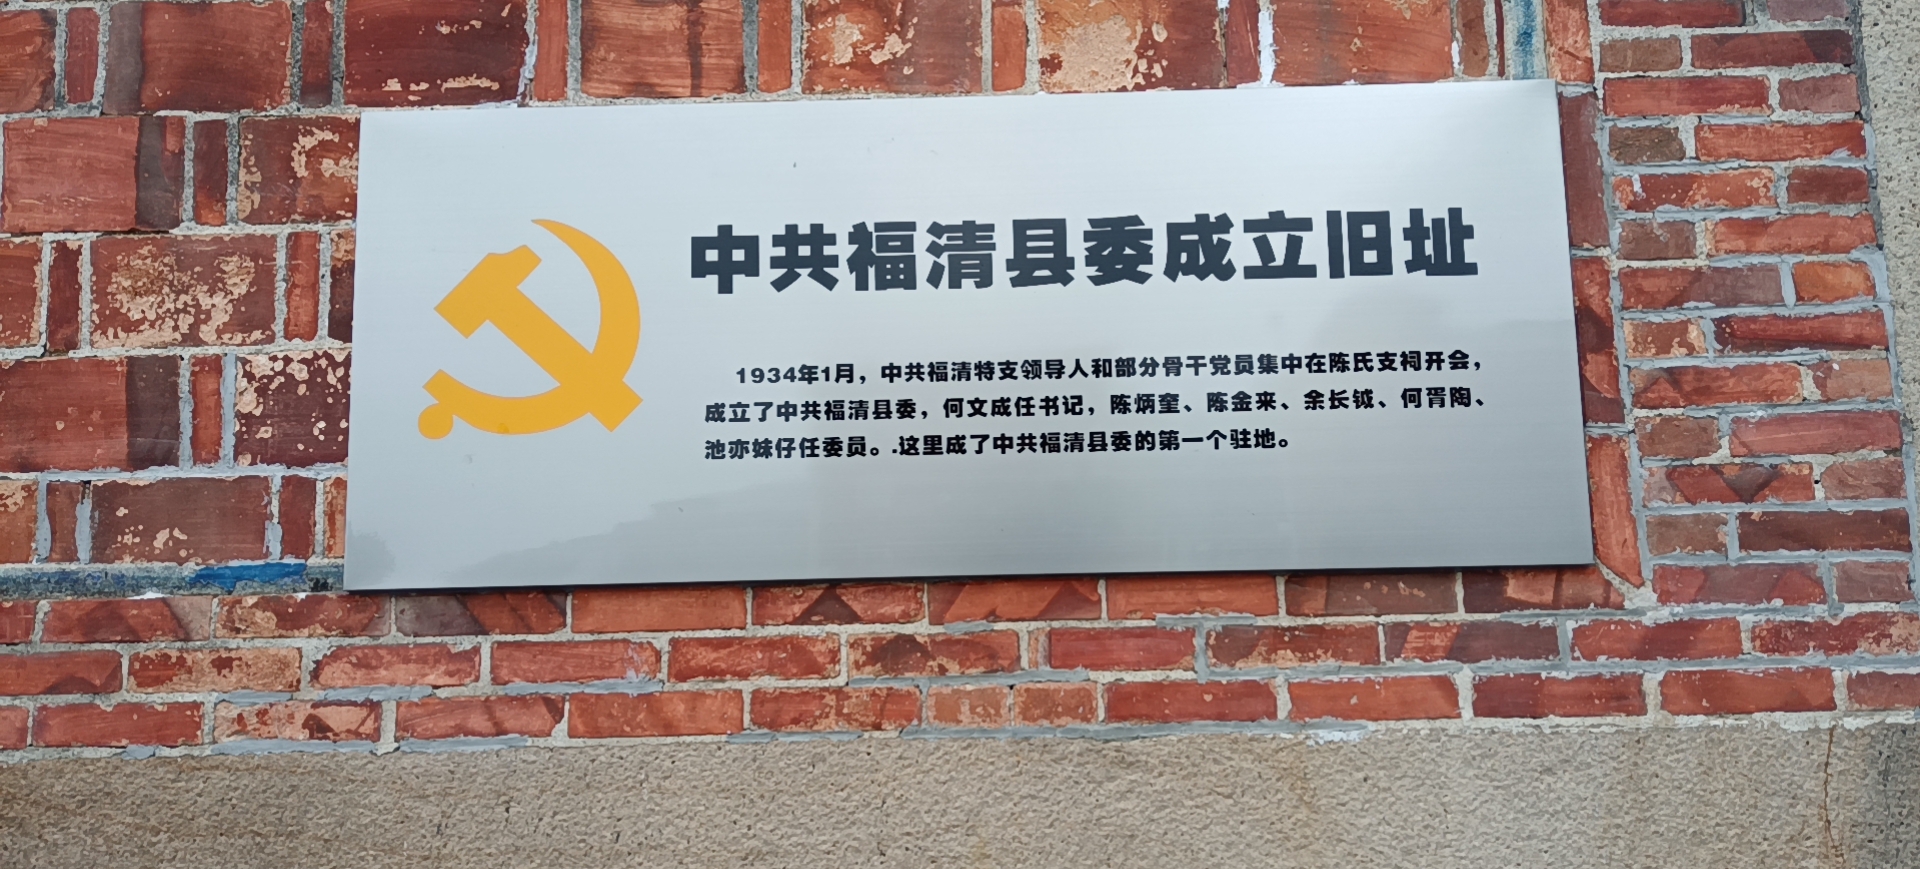 中共福清县委成立旧址
1934年1月，中共福清特支领导人和部分骨干党员集中在陈氏支祠开会，
成立了中共福清县委，何文成任书记，陈炳奎、陈金来、余长钺、何胥陶、
池亦妹仔任委员。.这里成了中共福清县委的第一个驻地。